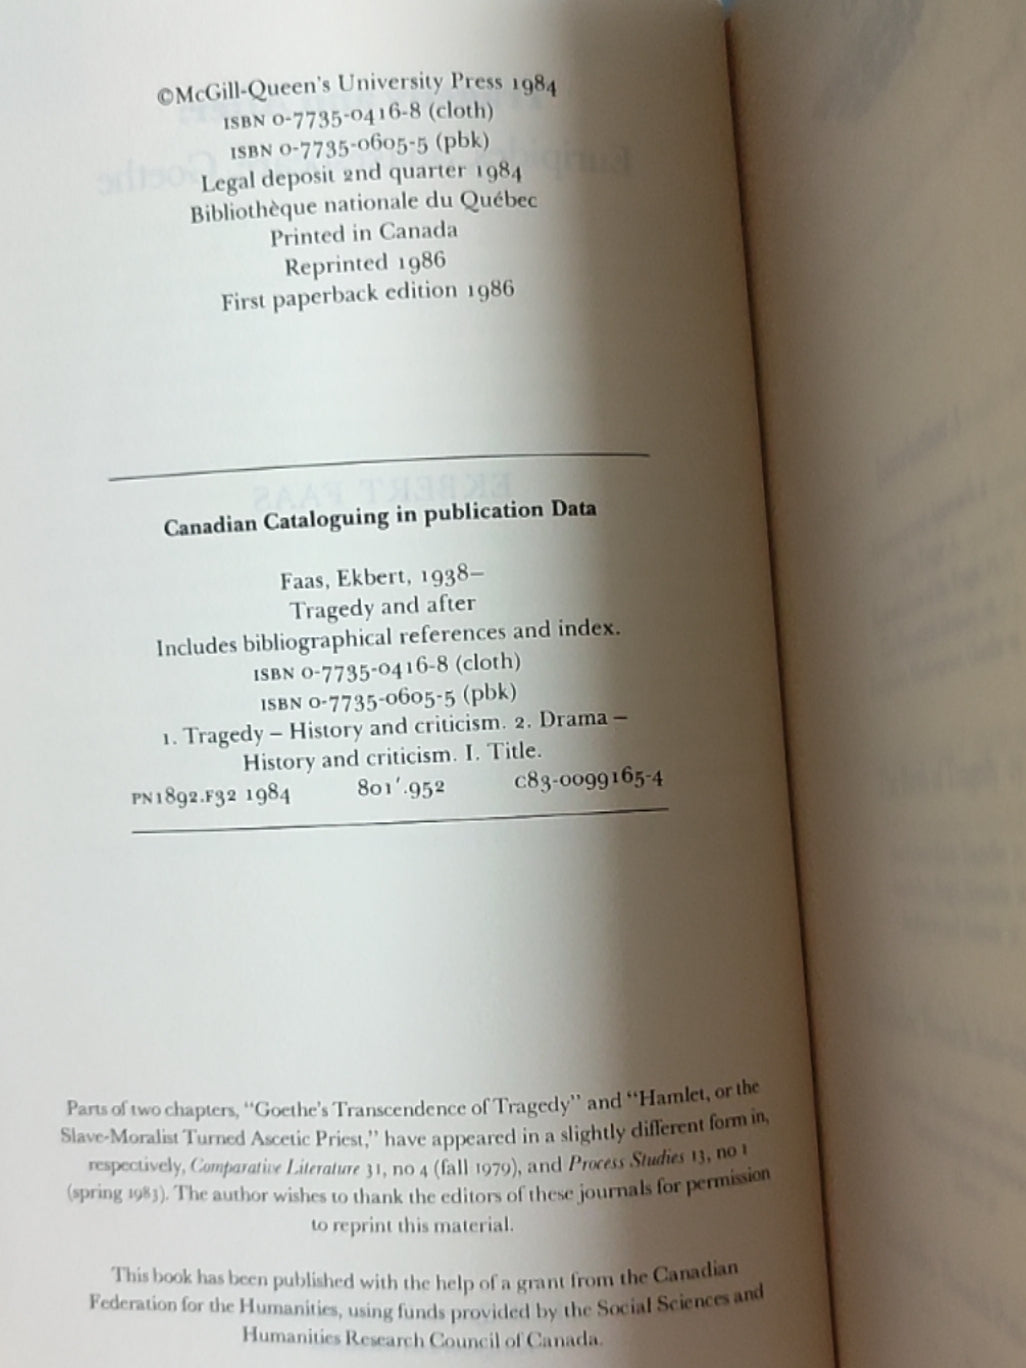 ©McGill-Queen's University Press 1984
ISBN 0-7735-0416-8 (cloth)
ISBN 0-7735-0605-5 (pbk)
Legal deposit 2nd quarter 1984
Bibliothèque nationale du Québec
Printed in Canada
Reprinted 1986
First paperback edition 1986
Canadian Cataloguing in publication Data
Faas, Ekbert, 1938–
Tragedy and after
Includes bibliographical references and index.
ISBN 0-7735-0416-8 (cloth)
ISBN 0-7735-0605-5 (pbk)
1. Tragedy – History and criticism. 2. Drama –
History and criticism. I. Title.
PN1892.F32 1984 801′.952 C83-0099165-4
Parts of two chapters, “Goethe's Transcendence of Tragedy” and “Hamlet, or the
Slave-Moralist Turned Ascetic Priest,” have appeared in a slightly different form in,
respectively, Comparative Literature 31, no 4 (fall 1979), and Process Studies 13, no 1
(spring 1983). The author wishes to thank the editors of these journals for permission
to reprint this material.
This book has been published with the help of a grant from the Canadian
Federation for the Humanities, using funds provided by the Social Sciences and
Humanities Research Council of Canada.